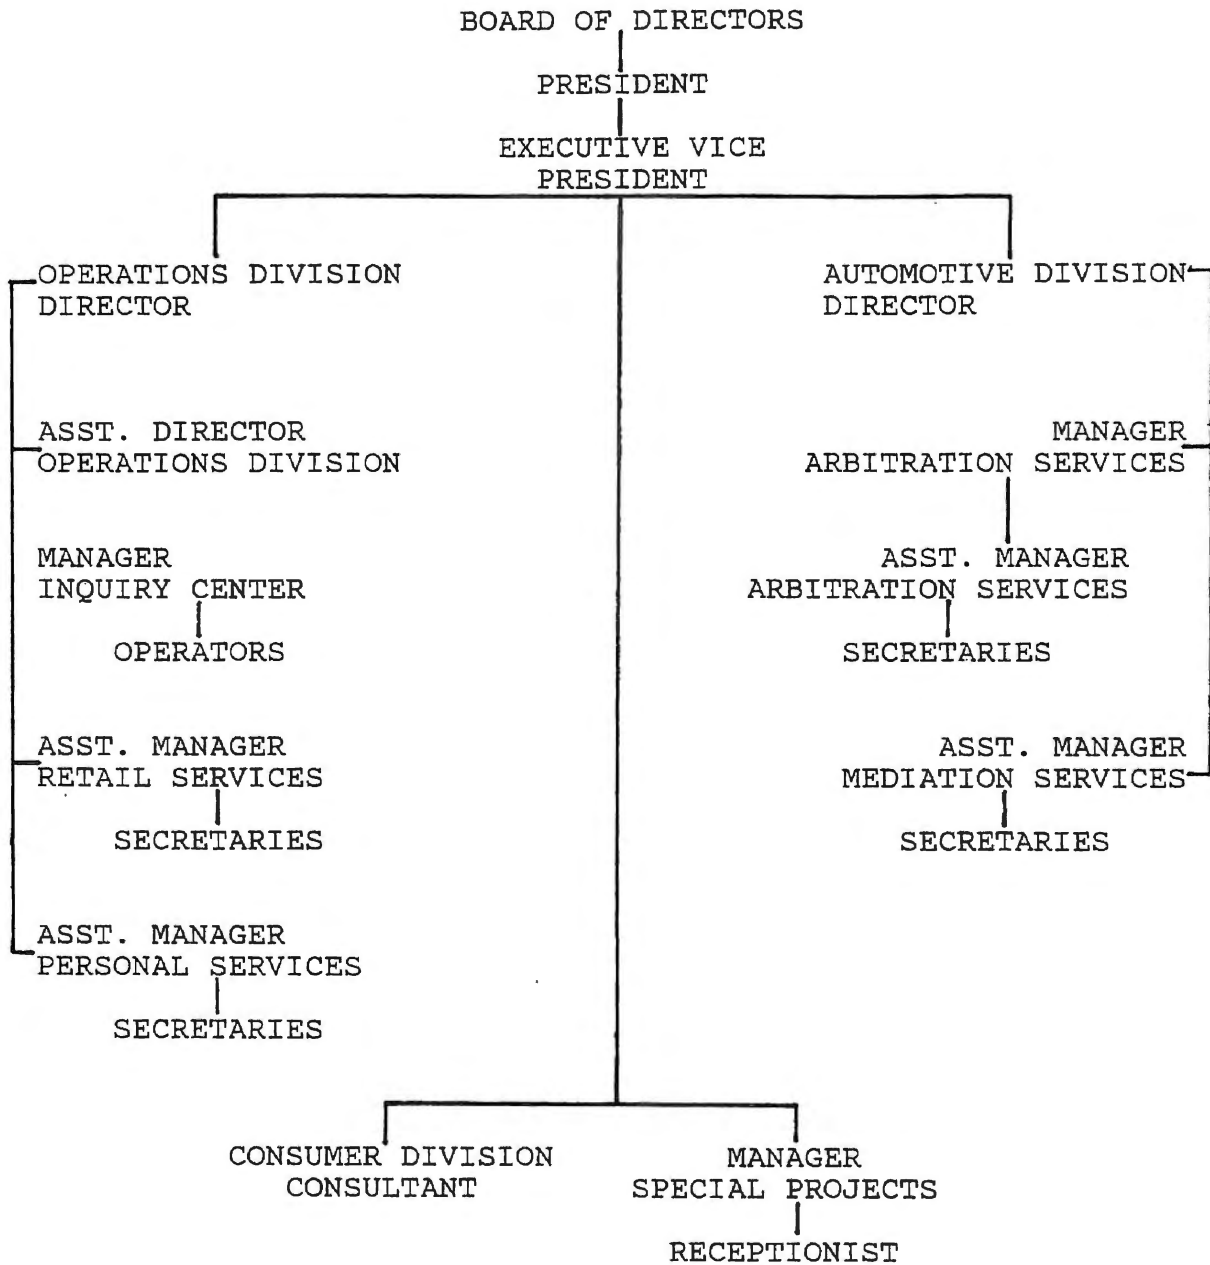 BOARD OF DIRECTORS
PRESIDENT
EXECUTIVE VICE
PRESIDENT
OPERATIONS DIVISION
DIRECTOR
ASST. DIRECTOR
OPERATIONS DIVISION
MANAGER
INQUIRY CENTER
OPERATORS
ASST. MANAGER
RETAIL SERVICES
SECRETARIES
ASST. MANAGER
PERSONAL SERVICES
SECRETARIES
AUTOMOTIVE DIVISION
DIRECTOR
MANAGER
ARBITRATION SERVICES
ASST. MANAGER
ARBITRATION SERVICES
SECRETARIES
ASST. MANAGER
MEDIATION SERVICES
SECRETARIES
CONSUMER DIVISION
CONSULTANT
MANAGER
SPECIAL PROJECTS
RECEPTIONIST